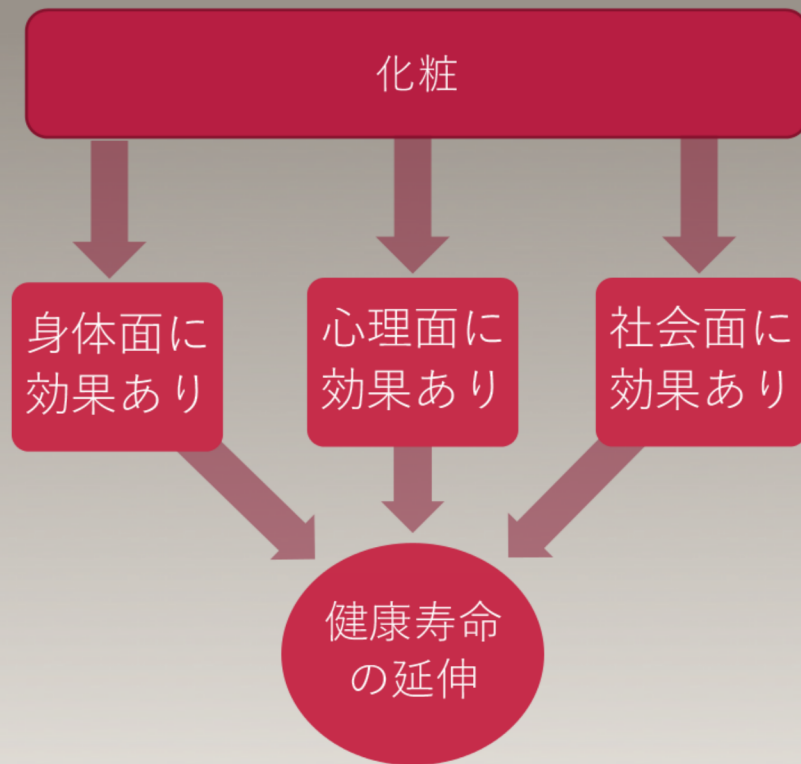 化粧
身体面に
効果あり
心理面に
効果あり
社会面に
効果あり
健康寿命
の延伸